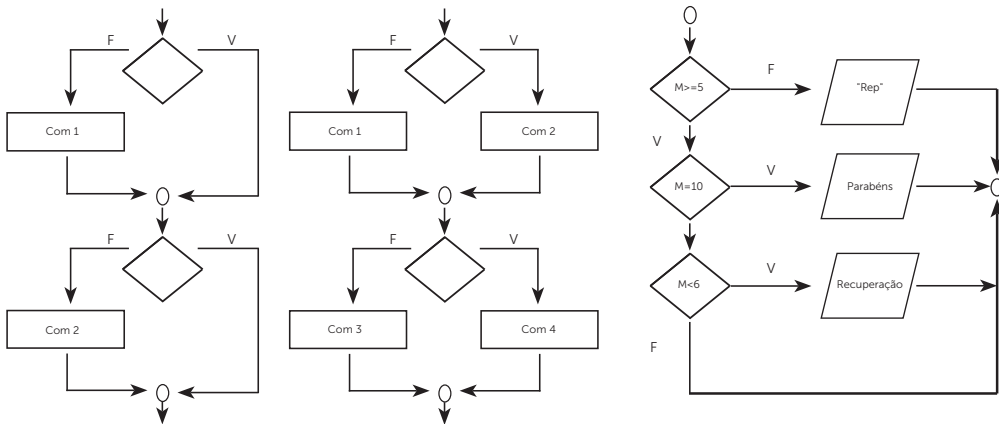 F
V
Com 1
F
V
Com 2
F
V
Com 1
Com 2
F
V
Com 3
Com 4
M>=5
F
"Rep"
V
M=10
V
Parabéns
M<6
V
Recuperação
F